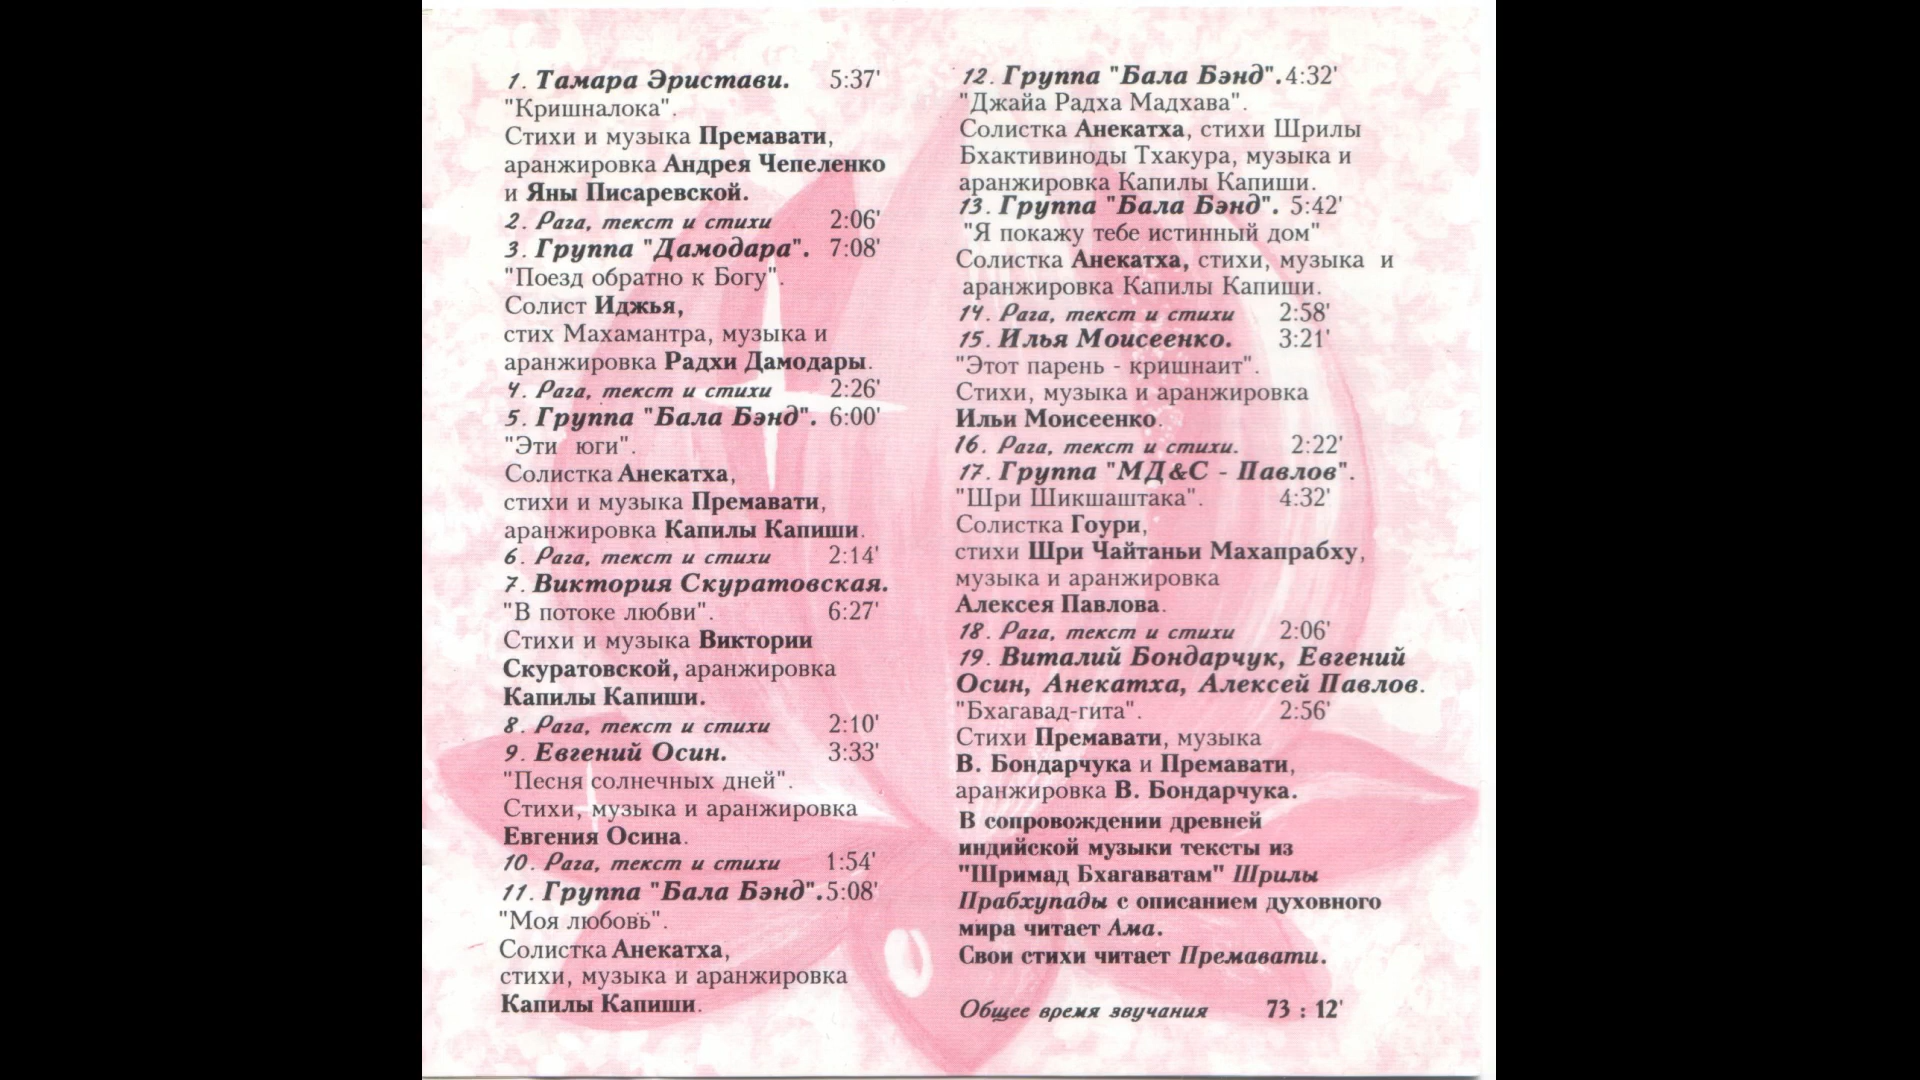 1. Тамара Эристави. 5:37'
"Кришналока".
Стихи и музыка Премавати,
аранжировка Андрея Чепеленко
и Яны Писаревской.
2. Рага, текст и стихи 2:06'
3. Группа "Дамодара". 7:08'
"Поезд обратно к Богу".
Солист Иджья,
стих Махамантра, музыка и
аранжировка Радхи Дамодары.
4. Рага, текст и стихи 2:26'
5. Группа "Бала Бэнд". 6:00'
"Эти юги".
Солистка Анекатха,
стихи и музыка Премавати,
аранжировка Капилы Капиши.
6. Рага, текст и стихи 2:14'
7. Виктория Скуратовская.
"В потоке любви". 6:27'
Стихи и музыка Виктории
Скуратовской, аранжировка
Капилы Капиши.
8. Рага, текст и стихи 2:10'
9. Евгений Осин. 3:33'
"Песня солнечных дней".
Стихи, музыка и аранжировка
Евгения Осина.
10. Рага, текст и стихи 1:54'
11. Группа "Бала Бэнд". 5:08'
"Моя любовь".
Солистка Анекатха,
стихи, музыка и аранжировка
Капилы Капиши.
12. Группа "Бала Бэнд". 4:32'
"Джайа Радха Мадхава".
Солистка Анекатха, стихи Шрилы
Бхактивиноды Тхакура, музыка и
аранжировка Капилы Капиши.
13. Группа "Бала Бэнд". 5:42'
"Я покажу тебе истинный дом"
Солистка Анекатха, стихи, музыка и
аранжировка Капилы Капиши.
14. Рага, текст и стихи 2:58'
15. Илья Моисеенко. 3:21'
"Этот парень - кришнаит".
Стихи, музыка и аранжировка
Ильи Моисеенко.
16. Рага, текст и стихи. 2:22'
17. Группа "МД&С - Павлов".
"Шри Шикшаштака". 4:32'
Солистка Гоури,
стихи Шри Чайтаньи Махапрабху,
музыка и аранжировка
Алексея Павлова.
18. Рага, текст и стихи 2:06'
19. Виталий Бондарчук, Евгений
Осин, Анекатха, Алексей Павлов.
"Бхагавад-гита". 2:56'
Стихи Премавати, музыка
В. Бондарчука и Премавати,
аранжировка В. Бондарчука.
В сопровождении древней
индийской музыки тексты из
"Шримад Бхагаватам" Шрилы
Прабхупады с описанием духовного
мира читает Ама.
Свои стихи читает Премавати.
Общее время звучания 73 : 12'